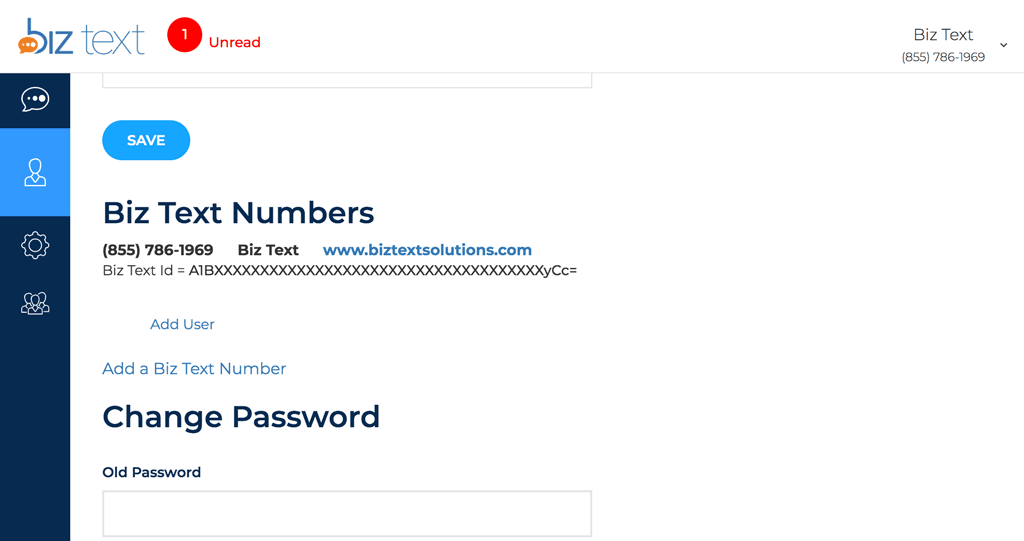 biz text
1 Unread
Biz Text
(855) 786-1969
SAVE
Biz Text Numbers
(855) 786-1969 Biz Text www.biztextsolutions.com
Biz Text Id = A1BXXXXXXXXXXXXXXXXXXXXXXXXXXXXXXXXXXXXyCc=
Add User
Add a Biz Text Number
Change Password
Old Password